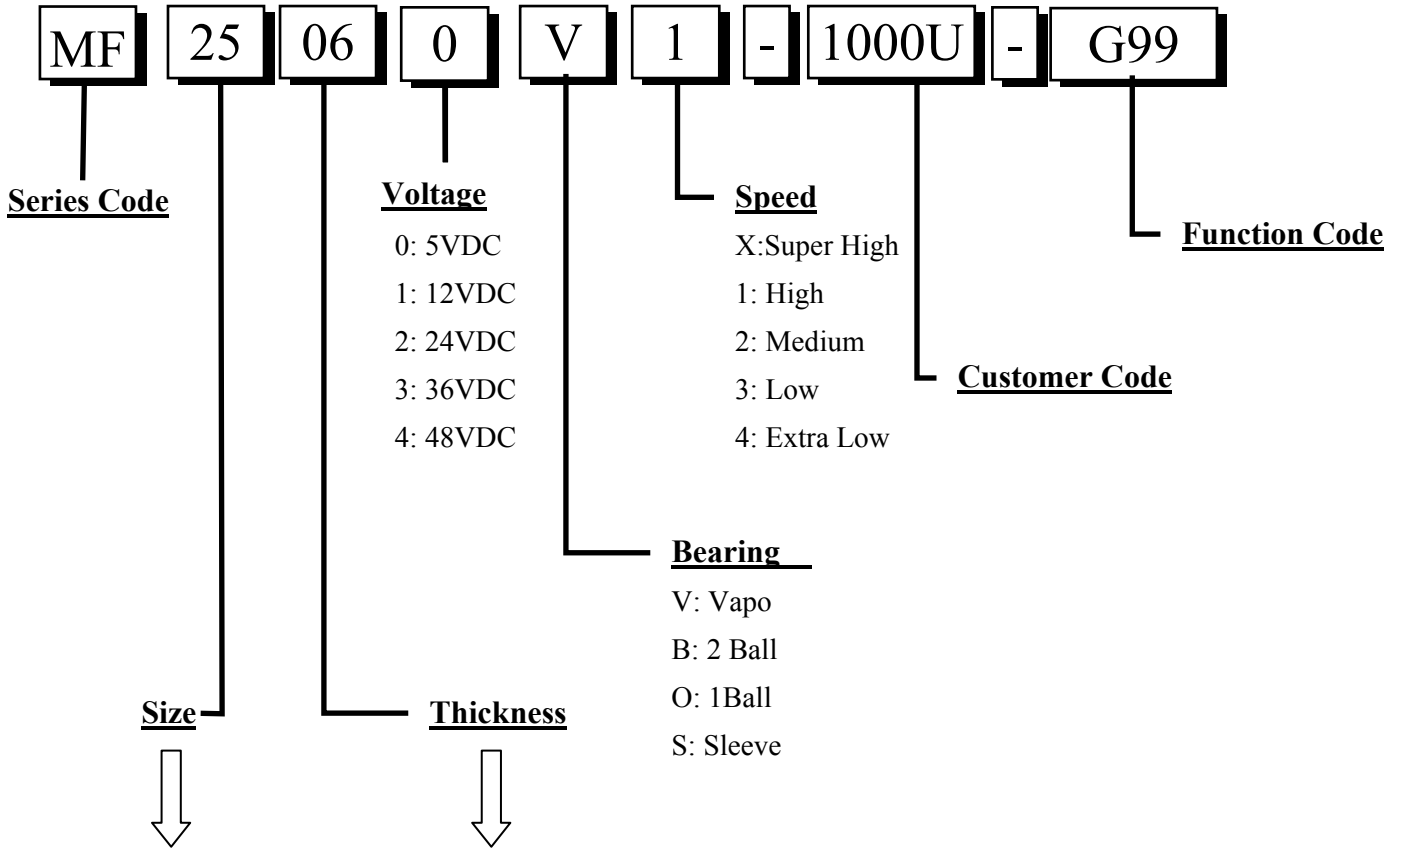 MF 25 06 0 V 1 - 1000U - G99
Series Code
Voltage
0: 5VDC
1: 12VDC
2: 24VDC
3: 36VDC
4: 48VDC
Speed
X:Super High
1: High
2: Medium
3: Low
4: Extra Low
Function Code
Customer Code
Bearing
V: Vapo
B: 2 Ball
O: 1Ball
S: Sleeve
Size
Thickness